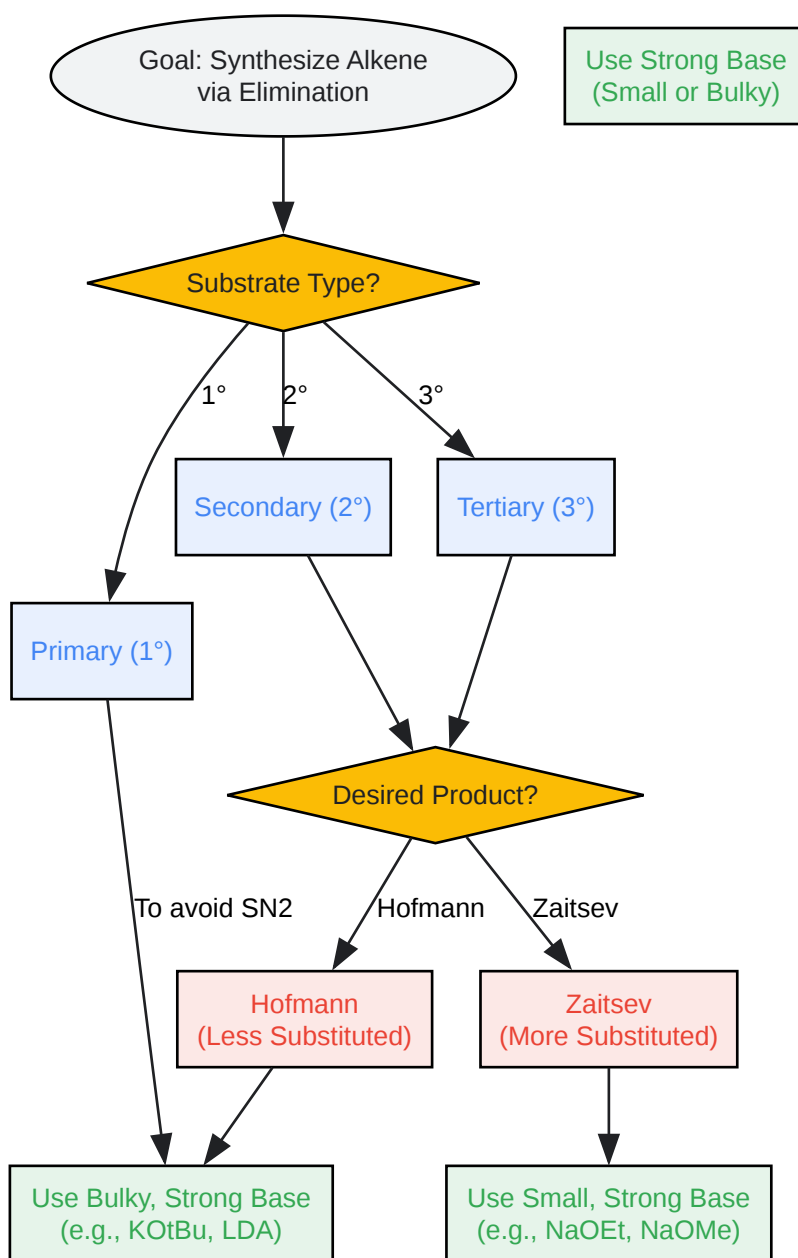 Goal: Synthesize Alkene
via Elimination
Use Strong Base
(Small or Bulky)
Substrate Type?
1°
2°
3°
Secondary (2°)
Tertiary (3°)
Primary (1°)
Desired Product?
To avoid SN2
Hofmann
Zaitsev
Hofmann
(Less Substituted)
Zaitsev
(More Substituted)
Use Bulky, Strong Base
(e.g., KOtBu, LDA)
Use Small, Strong Base
(e.g., NaOEt, NaOMe)